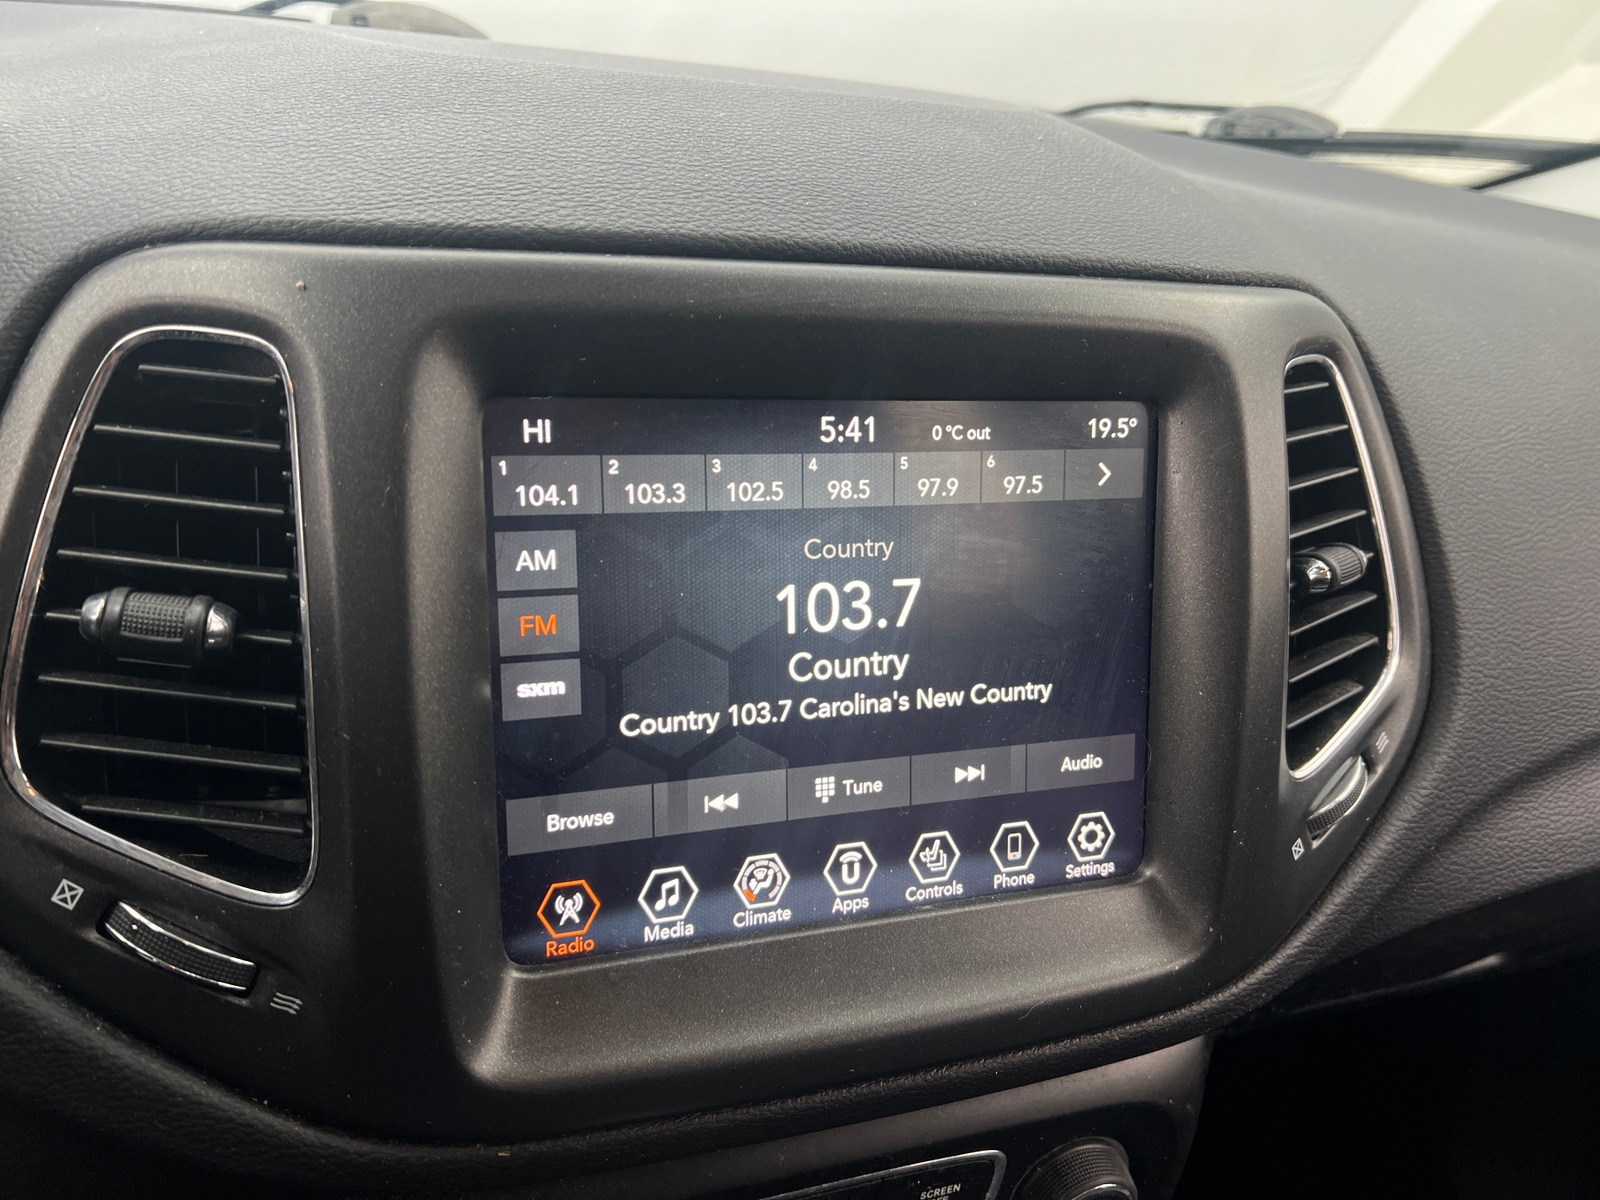 HI 5:41 0 °C out 19.5°
1 2 3 4 5 6
104.1 103.3 102.5 98.5 97.9 97.5
Country
AM
103.7
FM
Country
sxm
Country 103.7 Carolina's New Country
Browse Tune Audio
Radio Media Climate Apps Controls Phone Settings
SCREEN